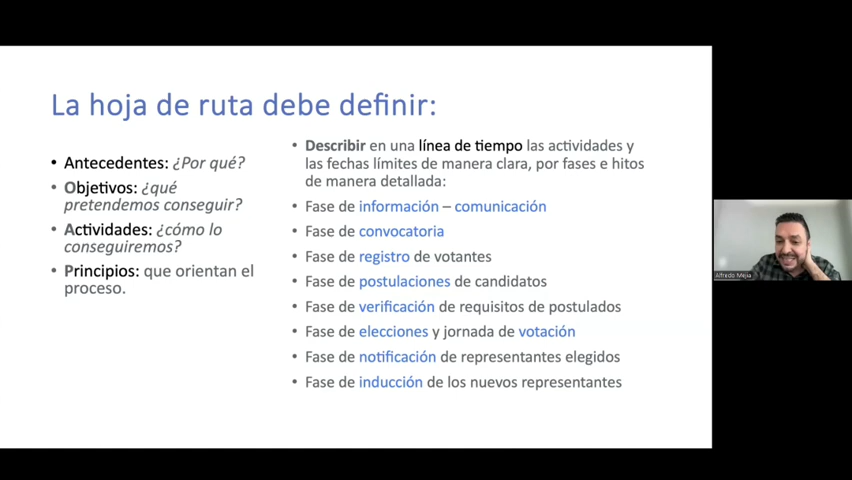 La hoja de ruta debe definir:
• Antecedentes: ¿Por qué?
• Objetivos: ¿qué
pretendemos conseguir?
• Actividades: ¿cómo lo
conseguiremos?
• Principios: que orientan el
proceso.
• Describir en una línea de tiempo las actividades y
las fechas límites de manera clara, por fases e hitos
de manera detallada:
• Fase de información – comunicación
• Fase de convocatoria
• Fase de registro de votantes
• Fase de postulaciones de candidatos
• Fase de verificación de requisitos de postulados
• Fase de elecciones y jornada de votación
• Fase de notificación de representantes elegidos
• Fase de inducción de los nuevos representantes
Alfredo Mejia